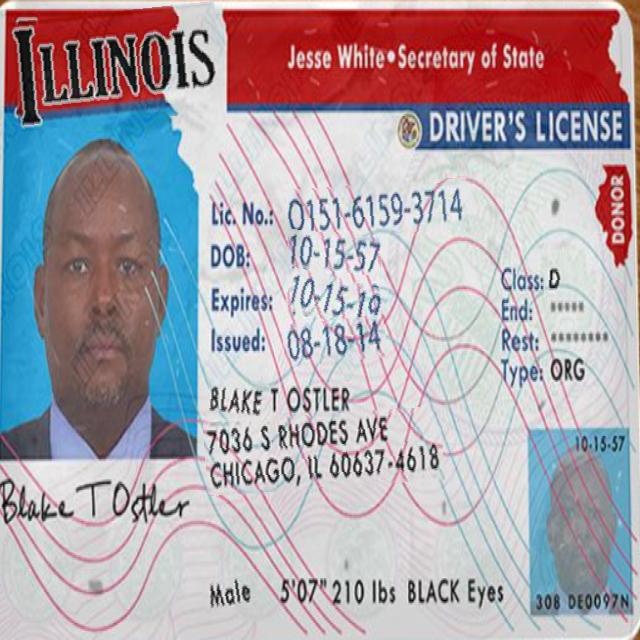 ILLINOIS
Jesse White•Secretary of State
DRIVER'S LICENSE
DONOR
Lic. No.: O151-6159-3714
DOB: 10-15-57
Expires: 10-15-10
Issued: 08-18-14
Class: D
End: *****
Rest: ********
Type: ORG
BLAKE T OSTLER
7036 S RHODES AVE
CHICAGO, IL 60637-4618
Blake T Ostler
Male 5'07" 210 lbs BLACK Eyes
10-15-57
308 DE0097N